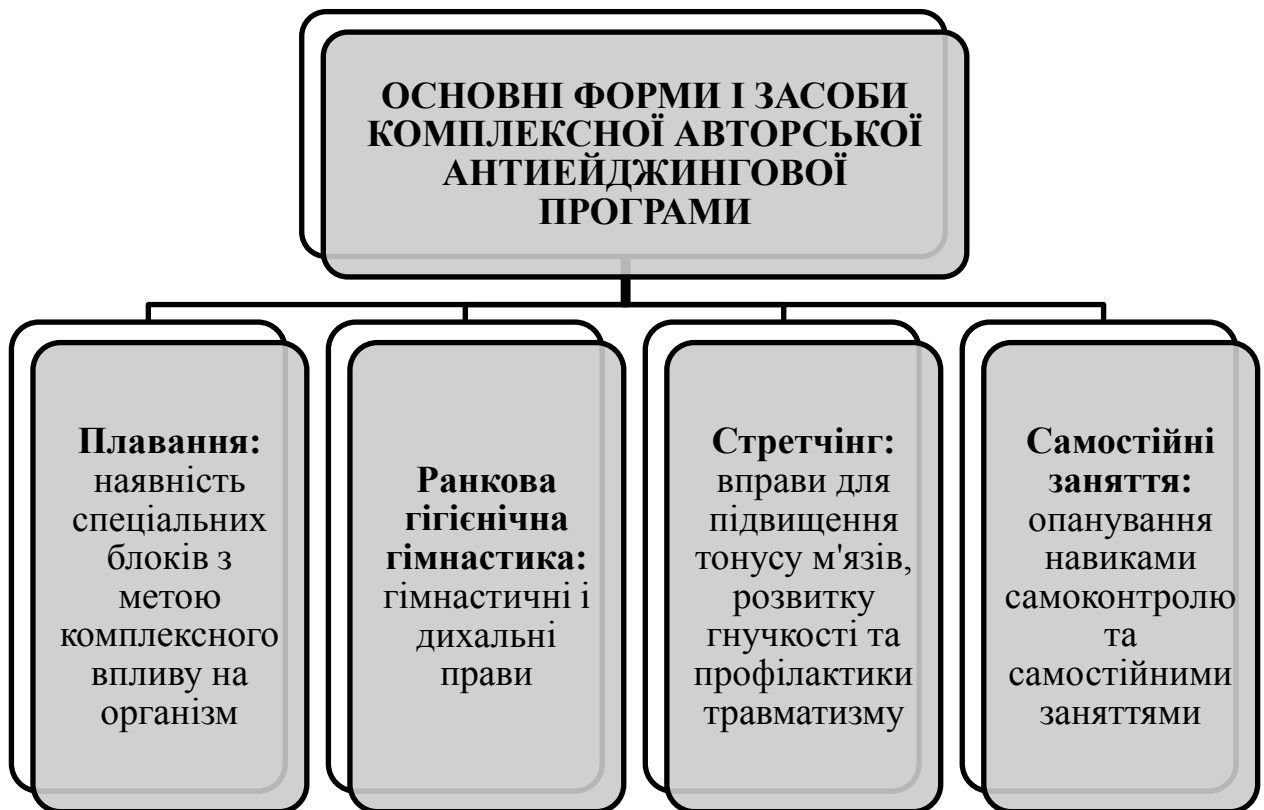 ОСНОВНІ ФОРМИ І ЗАСОБИ
КОМПЛЕКСНОЇ АВТОРСЬКОЇ
АНТИЕЙДЖИНГОВОЇ
ПРОГРАМИ
Плавання:
наявність
спеціальних
блоків з
метою
комплексного
впливу на
організм
Ранкова
гігієнічна
гімнастика:
гімнастичні і
дихальні
прави
Стретчінг:
вправи для
підвищення
тонусу м'язів,
розвитку
гнучкості та
профілактики
травматизму
Самостійні
заняття:
опанування
навиками
самоконтролю
та
самостійними
заняттями